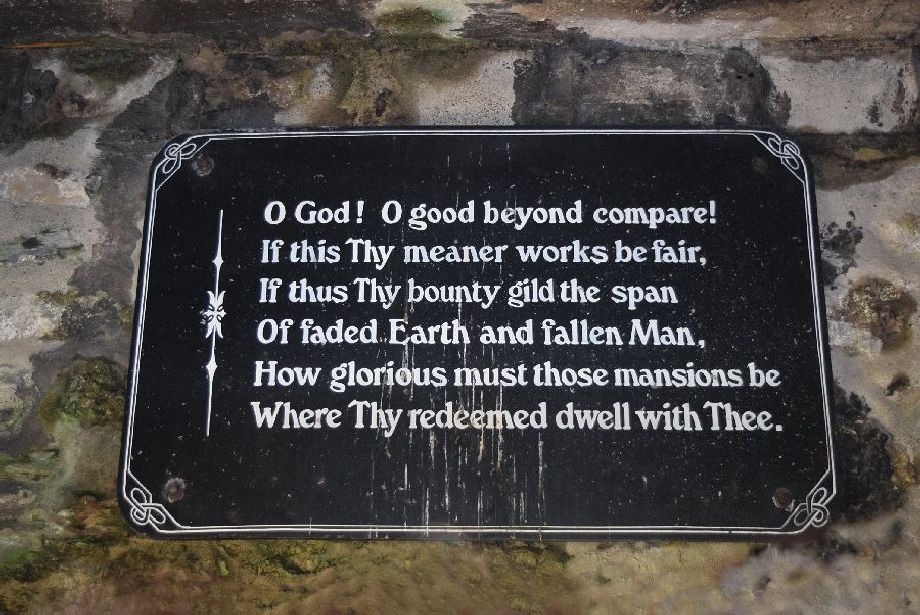 O God! O good beyond compare!
If this Thy meaner works be fair,
If thus Thy bounty gild the span
Of faded Earth and fallen Man,
How glorious must those mansions be
Where Thy redeemed dwell with Thee.